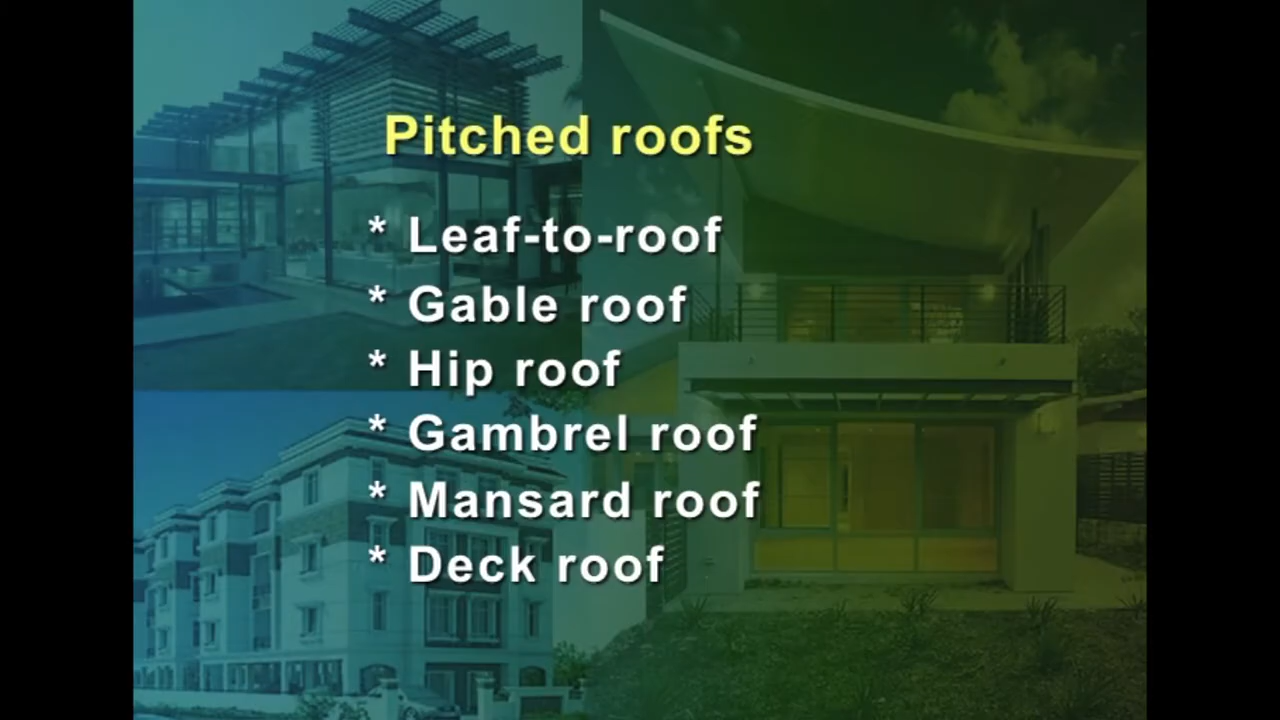 Pitched roofs
* Leaf-to-roof
* Gable roof
* Hip roof
* Gambrel roof
* Mansard roof
* Deck roof